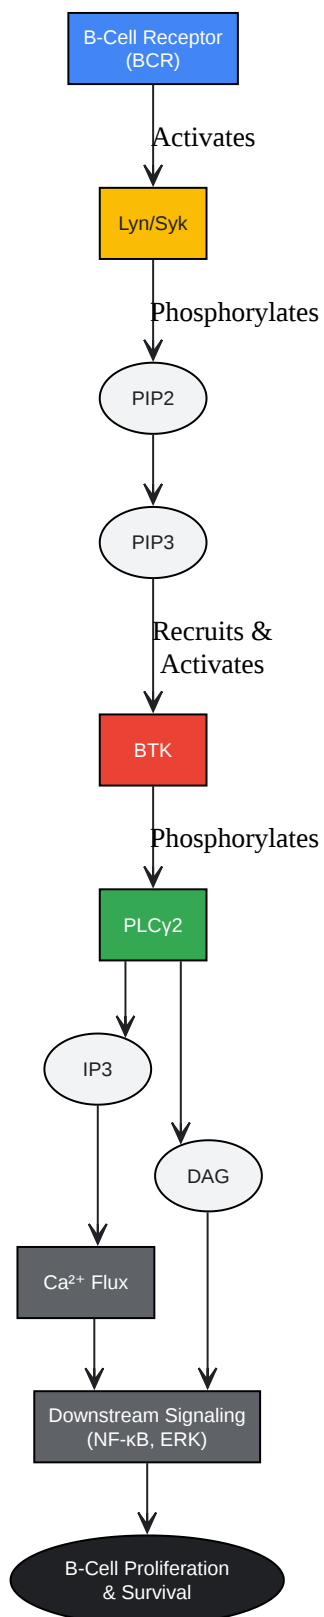 B-Cell Receptor
(BCR)
Activates
Lyn/Syk
Phosphorylates
PIP2
PIP3
Recruits &
Activates
BTK
Phosphorylates
PLCγ2
IP3
DAG
Ca²⁺ Flux
Downstream Signaling
(NF-κB, ERK)
B-Cell Proliferation
& Survival